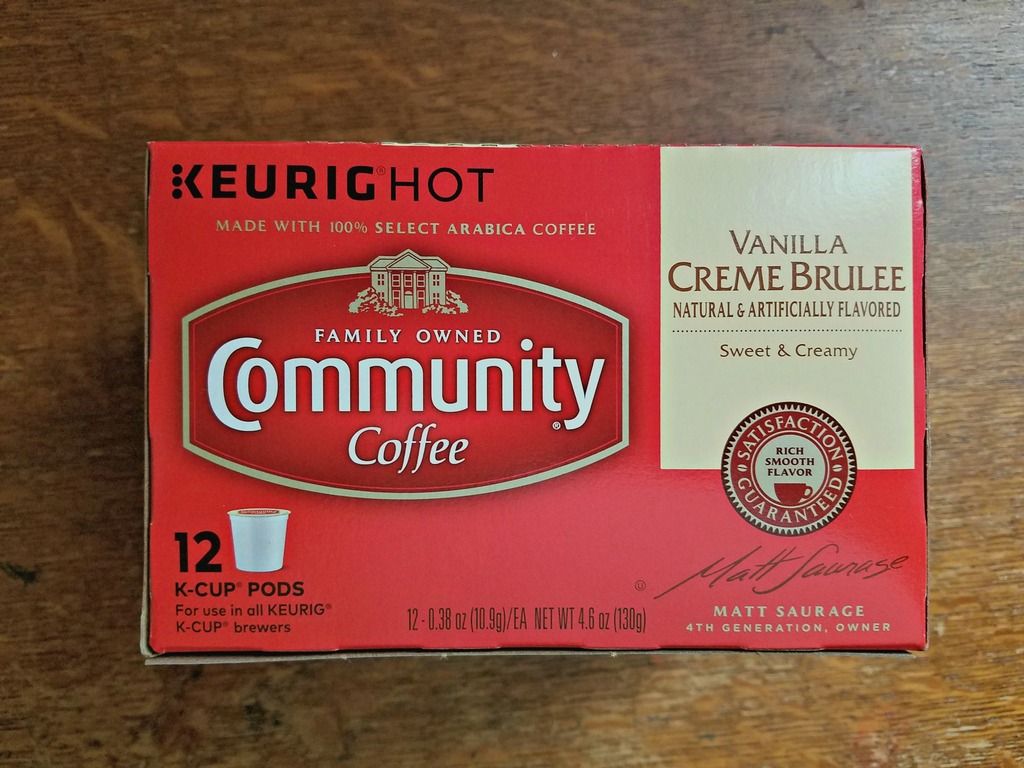 KEURIG® HOT
MADE WITH 100% SELECT ARABICA COFFEE
FAMILY OWNED
Community®
Coffee
VANILLA
CREME BRULEE
NATURAL & ARTIFICIALLY FLAVORED
Sweet & Creamy
SATISFACTION
RICH
SMOOTH
FLAVOR
GUARANTEED
12
K-CUP® PODS
For use in all KEURIG®
K-CUP® brewers
12 - 0.38 oz (10.9g)/EA NET WT 4.6 oz (130g)
U
Matt Saurage
MATT SAURAGE
4TH GENERATION, OWNER